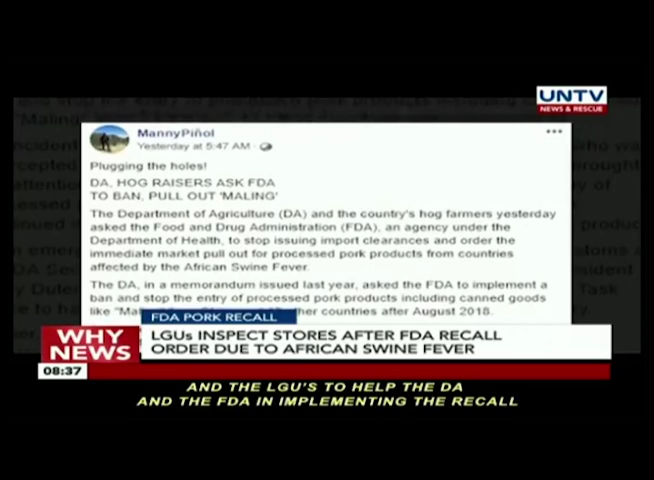 UNTV
NEWS & RESCUE
MannyPiñol
Yesterday at 5:47 AM
Plugging the holes!
DA, HOG RAISERS ASK FDA
TO BAN, PULL OUT 'MALING'
The Department of Agriculture (DA) and the country's hog farmers yesterday
asked the Food and Drug Administration (FDA), an agency under the
Department of Health, to stop issuing import clearances and order the
immediate market pull out for processed pork products from countries
affected by the African Swine Fever.
The DA, in a memorandum issued last year, asked the FDA to implement a
ban and stop the entry of processed pork products including canned goods
her countries after August 2018.
FDA PORK RECALL
WHY
NEWS
LGUs INSPECT STORES AFTER FDA RECALL
ORDER DUE TO AFRICAN SWINE FEVER
08:37
AND THE LGU'S TO HELP THE DA
AND THE FDA IN IMPLEMENTING THE RECALL